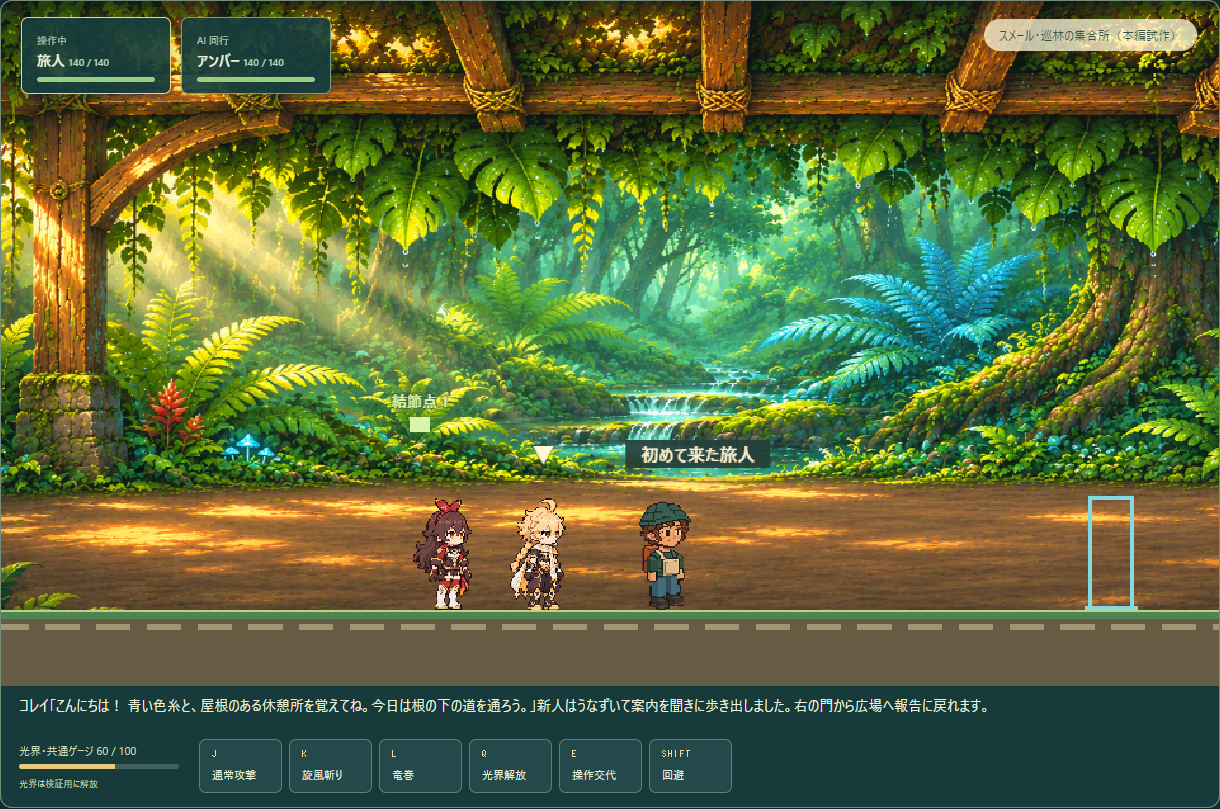 操作中
旅人 140 / 140
AI 同行
アンバー 140 / 140
スメール・巡林の集合所（本編試作）
結節点 1
初めて来た旅人
コレイ「こんにちは！ 青い色糸と、屋根のある休憩所を覚えてね。今日は根の下の道を通ろう。」新人はうなずいて案内を聞きに歩き出しました。右の門から広場へ報告に戻れます。
光界・共通ゲージ 60 / 100
光界は検証用に解放
J
通常攻撃
K
旋風斬り
L
竜巻
Q
光界解放
E
操作交代
SHIFT
回避